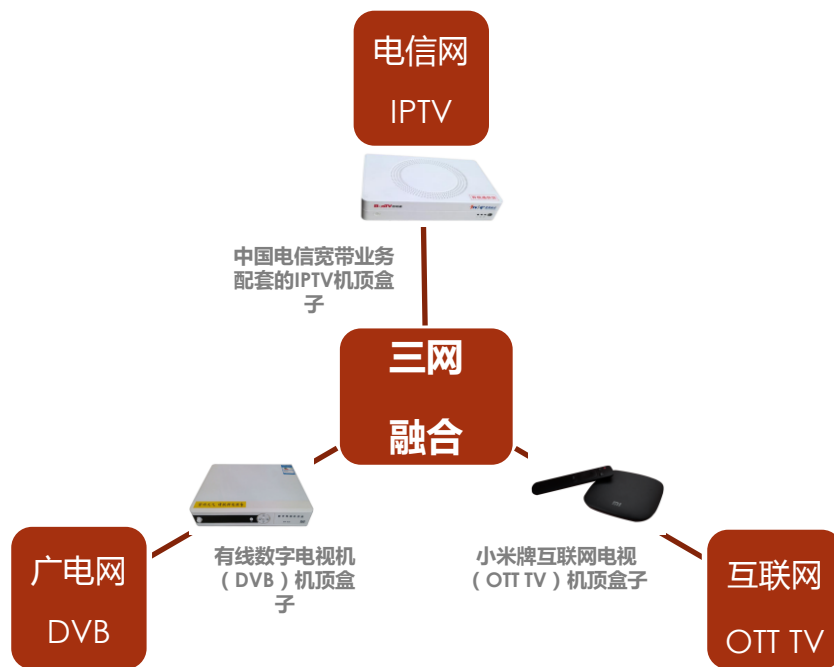 电信网
IPTV
中国电信宽带业务
配套的IPTV机顶盒
子
三网
融合
有线数字电视机
（DVB）机顶盒
子
小米牌互联网电视
（OTT TV）机顶盒子
广电网
DVB
互联网
OTT TV